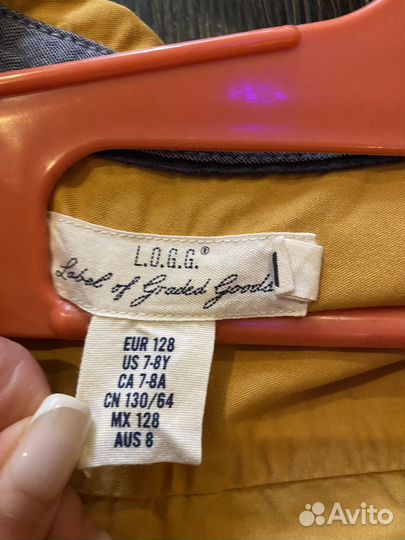 L.O.G.G.®
Label of Graded Goods
EUR 128
US 7-8Y
CA 7-8A
CN 130/64
MX 128
AUS 8
Avito